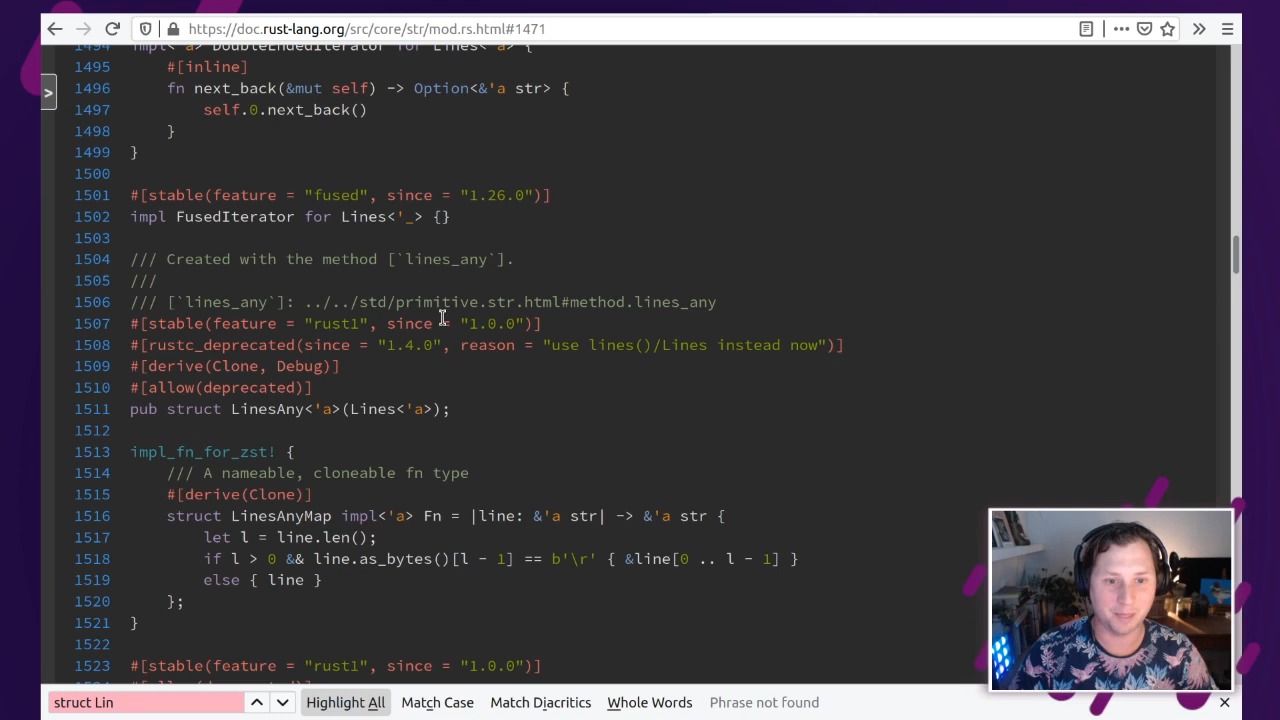 https://doc.rust-lang.org/src/core/str/mod.rs.html#1471
1494 impl<'a> DoubleEndedIterator for Lines<'a> {
1495 #[inline]
1496 fn next_back(&mut self) -> Option<&'a str> {
1497 self.0.next_back()
1498 }
1499 }
1500
1501 #[stable(feature = "fused", since = "1.26.0")]
1502 impl FusedIterator for Lines<'_> {}
1503
1504 /// Created with the method [`lines_any`].
1505 ///
1506 /// [`lines_any`]: ../../std/primitive.str.html#method.lines_any
1507 #[stable(feature = "rust1", since = "1.0.0")]
1508 #[rustc_deprecated(since = "1.4.0", reason = "use lines()/Lines instead now")]
1509 #[derive(Clone, Debug)]
1510 #[allow(deprecated)]
1511 pub struct LinesAny<'a>(Lines<'a>);
1512
1513 impl_fn_for_zst! {
1514 /// A nameable, cloneable fn type
1515 #[derive(Clone)]
1516 struct LinesAnyMap impl<'a> Fn = |line: &'a str| -> &'a str {
1517 let l = line.len();
1518 if l > 0 && line.as_bytes()[l - 1] == b'\r' { &line[0 .. l - 1] }
1519 else { line }
1520 };
1521 }
1522
1523 #[stable(feature = "rust1", since = "1.0.0")]
struct Lin Highlight All Match Case Match Diacritics Whole Words Phrase not found